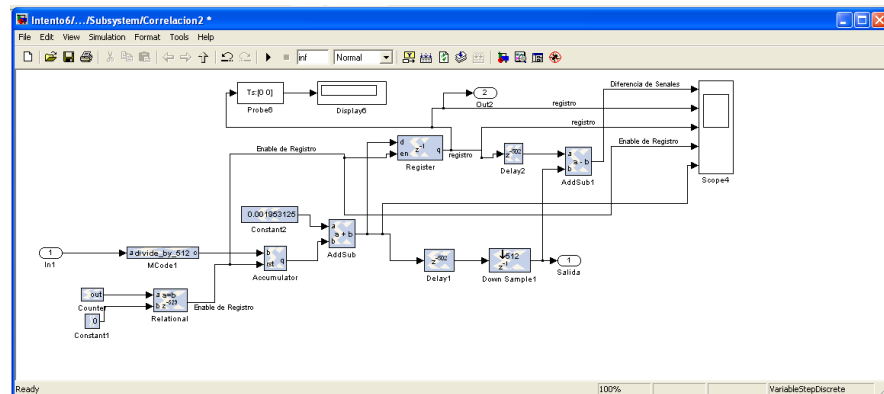 Intento6/.../Subsystem/Correlacion2 *
File Edit View Simulation Format Tools Help
inf Normal
Ts:[0 0]
Probe6
Display6
2
Out2
Diferencia de Senales
registro
registro
Enable de Registro
Scope4
Enable de Registro
d
en
z-1
q
Register
registro
z-502
Delay2
a
b
a - b
AddSub1
0.001953125
Constant2
a
b
a + b
AddSub
1
In1
a divide_by_512 c
MCode1
b
rst
q
Accumulator
z-502
Delay1
512
z-1
Down Sample1
1
Salida
out
Counter
0
Constant1
a
b
a=b
Relational
Enable de Registro
Ready 100% VariableStepDiscrete